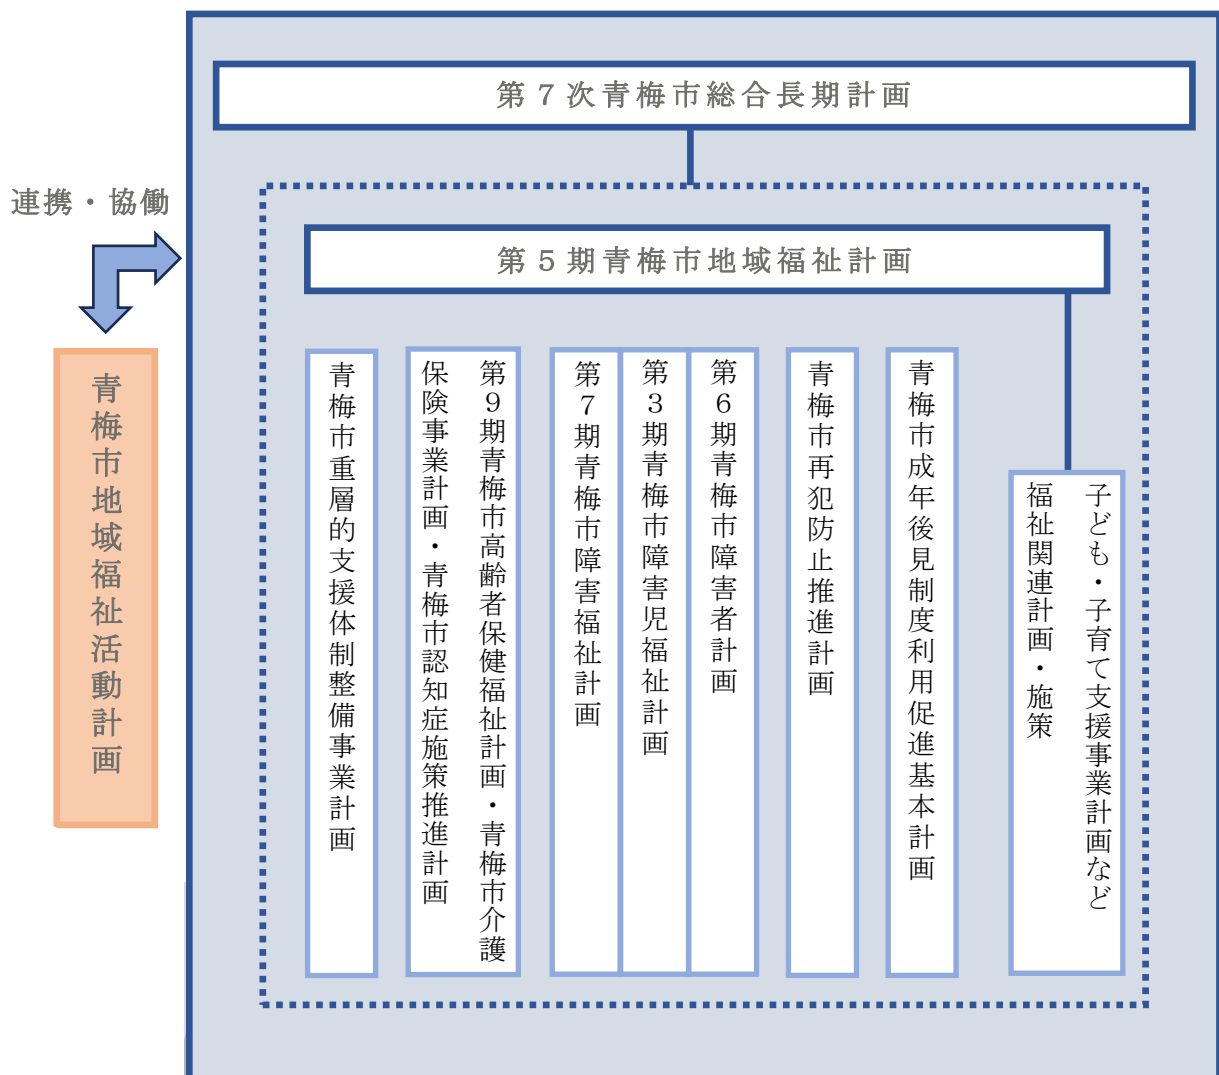 第７次青梅市総合長期計画
連携・協働
第５期青梅市地域福祉計画
青梅市地域福祉活動計画
子ども・子育て支援事業計画など
福祉関連計画・施策
青梅市成年後見制度利用促進基本計画
青梅市再犯防止推進計画
第６期青梅市障害者計画
第３期青梅市障害児福祉計画
第７期青梅市障害福祉計画
第９期青梅市高齢者保健福祉計画・青梅市介護
保険事業計画・青梅市認知症施策推進計画
青梅市重層的支援体制整備事業計画